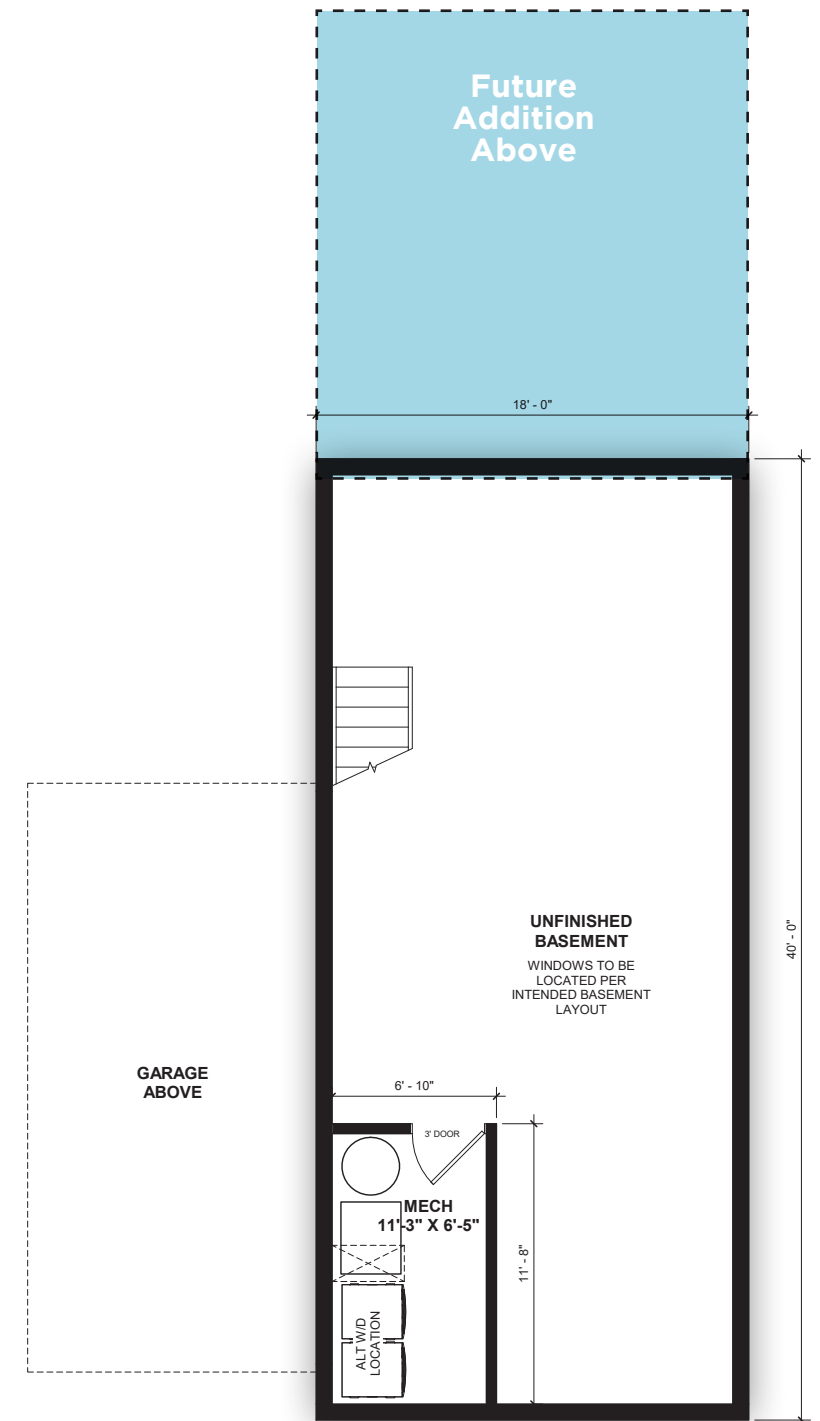 Future
Addition
Above
18' - 0"
UNFINISHED
BASEMENT
WINDOWS TO BE
LOCATED PER
INTENDED BASEMENT
LAYOUT
40' - 0"
GARAGE
ABOVE
6' - 10"
3' DOOR
MECH
11'-3" X 6'-5"
11' - 8"
ALT W/D
LOCATION